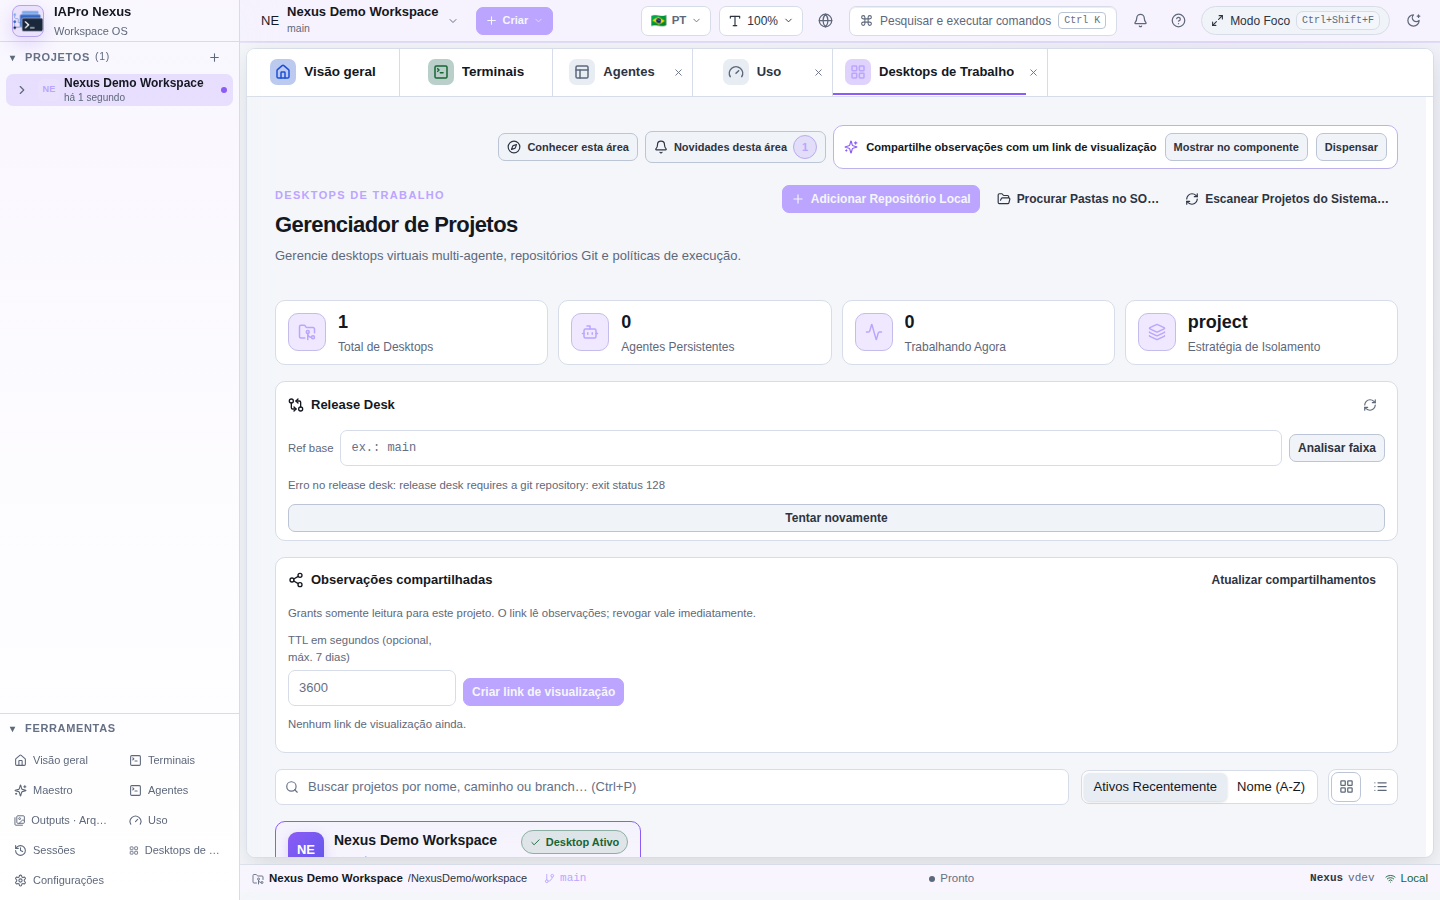 IAPro Nexus
Workspace OS
NE
Nexus Demo Workspace
main
Criar
PT
100%
Pesquisar e executar comandos
Ctrl K
Modo Foco
Ctrl+Shift+F
PROJETOS (1)
NE
Nexus Demo Workspace
há 1 segundo
Visão geral
Terminais
Agentes
Uso
Desktops de Trabalho
Conhecer esta área
Novidades desta área
1
Compartilhe observações com um link de visualização
Mostrar no componente
Dispensar
DESKTOPS DE TRABALHO
Adicionar Repositório Local
Procurar Pastas no SO…
Escanear Projetos do Sistema…
Gerenciador de Projetos
Gerencie desktops virtuais multi-agente, repositórios Git e políticas de execução.
1
Total de Desktops
0
Agentes Persistentes
0
Trabalhando Agora
project
Estratégia de Isolamento
Release Desk
Ref base
ex.: main
Analisar faixa
Erro no release desk: release desk requires a git repository: exit status 128
Tentar novamente
Observações compartilhadas
Atualizar compartilhamentos
Grants somente leitura para este projeto. O link lê observações; revogar vale imediatamente.
TTL em segundos (opcional,
máx. 7 dias)
3600
Criar link de visualização
Nenhum link de visualização ainda.
Buscar projetos por nome, caminho ou branch… (Ctrl+P)
Ativos Recentemente
Nome (A-Z)
NE
Nexus Demo Workspace
Desktop Ativo
FERRAMENTAS
Visão geral
Terminais
Maestro
Agentes
Outputs · Arq…
Uso
Sessões
Desktops de …
Configurações
Nexus Demo Workspace /NexusDemo/workspace
main
Pronto
Nexus vdev
Local